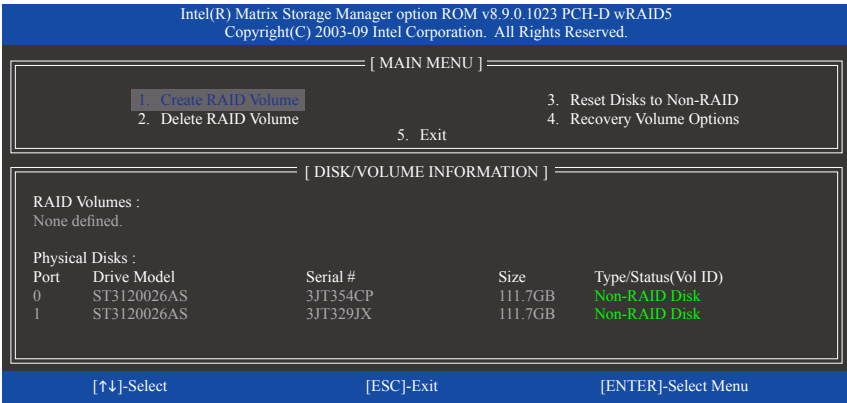 Intel(R) Matrix Storage Manager option ROM v8.9.0.1023 PCH-D wRAID5
Copyright(C) 2003-09 Intel Corporation. All Rights Reserved.
[ MAIN MENU ]
1. Create RAID Volume 3. Reset Disks to Non-RAID
2. Delete RAID Volume 4. Recovery Volume Options
5. Exit
[ DISK/VOLUME INFORMATION ]
RAID Volumes :
None defined.
Physical Disks :
Port Drive Model Serial # Size Type/Status(Vol ID)
0 ST3120026AS 3JT354CP 111.7GB Non-RAID Disk
1 ST3120026AS 3JT329JX 111.7GB Non-RAID Disk
[↑↓]-Select [ESC]-Exit [ENTER]-Select Menu